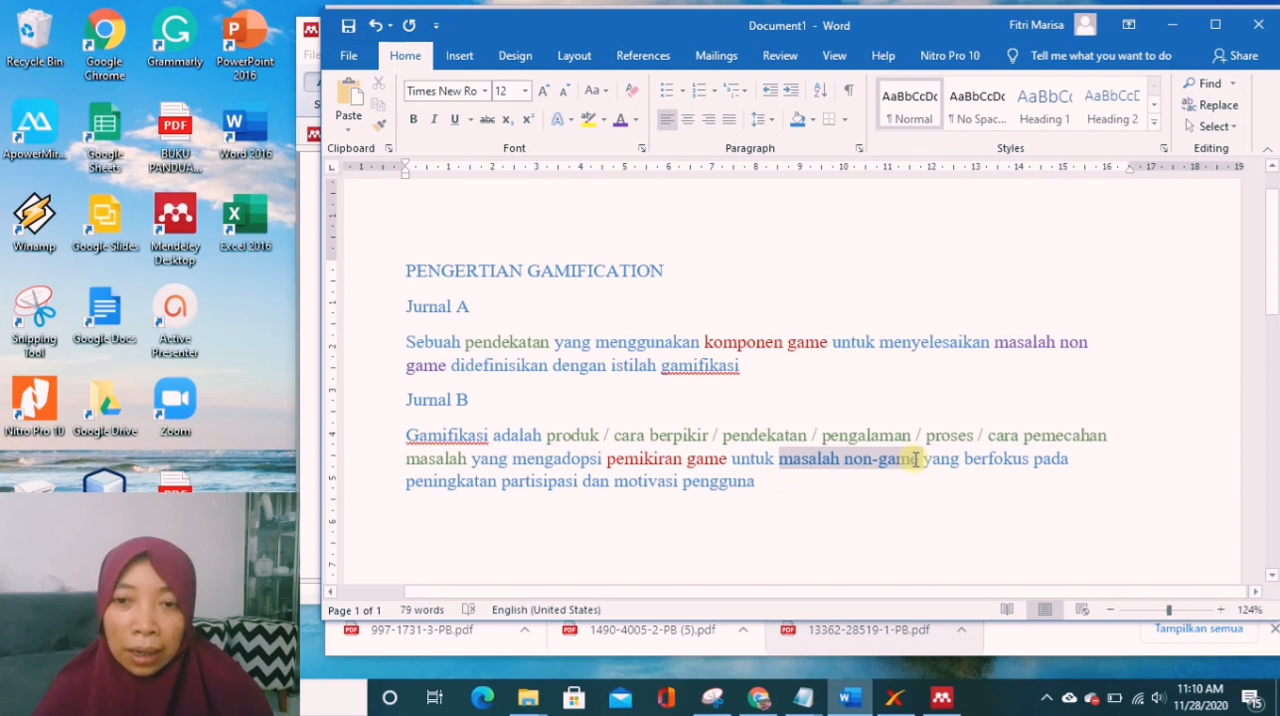 Document1 - Word
Fitri Marisa
File
Home
Insert
Design
Layout
References
Mailings
Review
View
Help
Nitro Pro 10
Tell me what you want to do
Share
Paste
Clipboard
Times New Ro
12
Font
Paragraph
AaBbCcDc
¶ Normal
AaBbCcDc
¶ No Spac...
AaBbCc
Heading 1
AaBbCcE
Heading 2
Styles
Find
Replace
Select
Editing
Recycle Bin
Google Chrome
Grammarly
PowerPoint 2016
ApowerMir...
Google Sheets
BUKU PANDUA...
Word 2016
Winamp
Google Slides
Mendeley Desktop
Excel 2016
Snipping Tool
Google Docs
Active Presenter
Nitro Pro 10
Google Drive
Zoom
PENGERTIAN GAMIFICATION
Jurnal A
Sebuah pendekatan yang menggunakan komponen game untuk menyelesaikan masalah non
game didefinisikan dengan istilah gamifikasi
Jurnal B
Gamifikasi adalah produk / cara berpikir / pendekatan / pengalaman / proses / cara pemecahan
masalah yang mengadopsi pemikiran game untuk masalah non-game yang berfokus pada
peningkatan partisipasi dan motivasi pengguna
Page 1 of 1
79 words
English (United States)
124%
997-1731-3-PB.pdf
1490-4005-2-PB (5).pdf
13362-28519-1-PB.pdf
Tampilkan semua
11:10 AM
11/28/2020